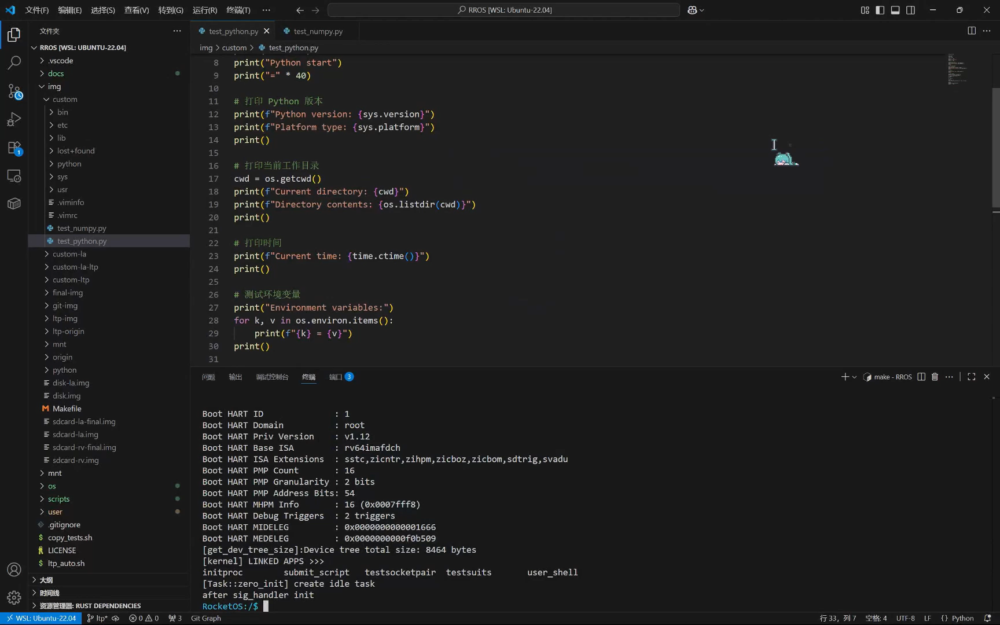 文件(F) 编辑(E) 选择(S) 查看(V) 转到(G) 运行(R) 终端(T) ··· RROS [WSL: Ubuntu-22.04]
文件夹
RROS [WSL: UBUNTU-22.04]
.vscode
docs
img
custom
bin
etc
lib
lost+found
python
sys
usr
.viminfo
.vimrc
test_numpy.py
test_python.py
custom-la
custom-la-ltp
custom-ltp
final-img
git-img
ltp-img
ltp-origin
mnt
origin
python
disk-la.img
disk.img
Makefile
sdcard-la-final.img
sdcard-la.img
sdcard-rv-final.img
sdcard-rv.img
mnt
os
scripts
user
.gitignore
copy_tests.sh
LICENSE
ltp_auto.sh
大纲
时间线
资源管理器: RUST DEPENDENCIES
1
test_python.py test_numpy.py
img > custom > test_python.py
8 print("Python start")
9 print("=" * 40)
10
11 # 打印 Python 版本
12 print(f"Python version: {sys.version}")
13 print(f"Platform type: {sys.platform}")
14 print()
15
16 # 打印当前工作目录
17 cwd = os.getcwd()
18 print(f"Current directory: {cwd}")
19 print(f"Directory contents: {os.listdir(cwd)}")
20 print()
21
22 # 打印时间
23 print(f"Current time: {time.ctime()}")
24 print()
25
26 # 测试环境变量
27 print("Environment variables:")
28 for k, v in os.environ.items():
29 print(f"{k} = {v}")
30 print()
31
问题 输出 调试控制台 终端 端口 3 make - RROS
Boot HART ID : 1
Boot HART Domain : root
Boot HART Priv Version : v1.12
Boot HART Base ISA : rv64imafdch
Boot HART ISA Extensions : sstc,zicntr,zihpm,zicboz,zicbom,sdtrig,svadu
Boot HART PMP Count : 16
Boot HART PMP Granularity : 2 bits
Boot HART PMP Address Bits: 54
Boot HART MHPM Info : 16 (0x0007fff8)
Boot HART Debug Triggers : 2 triggers
Boot HART MIDELEG : 0x0000000000001666
Boot HART MEDELEG : 0x0000000000f0b509
[get_dev_tree_size]:Device tree total size: 8464 bytes
[kernel] LINKED APPS >>>
initproc submit_script testsocketpair testsuits user_shell
[Task::zero_init] create idle task
after sig_handler init
RocketOS:/$
WSL: Ubuntu-22.04 ltp* 0 0 3 Git Graph 行 33，列 7 空格: 4 UTF-8 LF {} Python